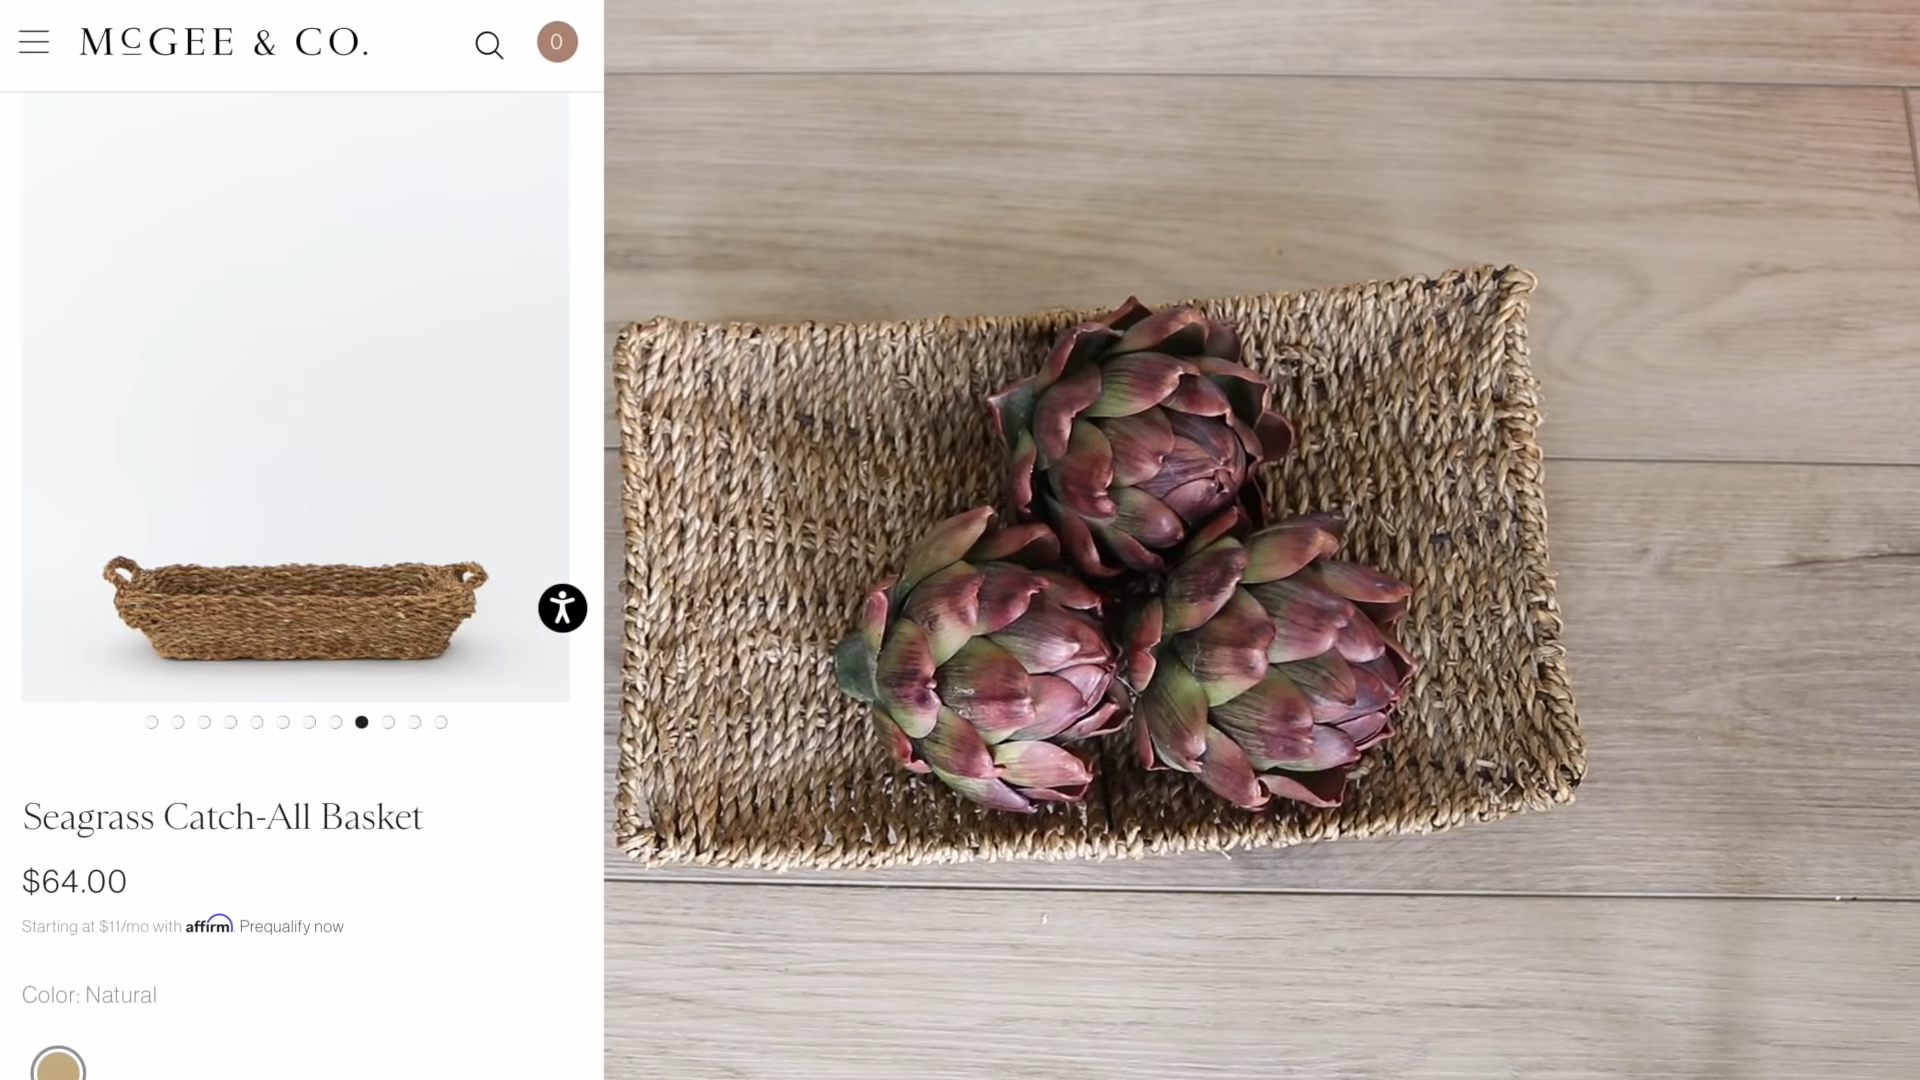 McGEE & CO.
0
Seagrass Catch-All Basket
$64.00
Starting at $11/mo with affirm. Prequalify now
Color: Natural